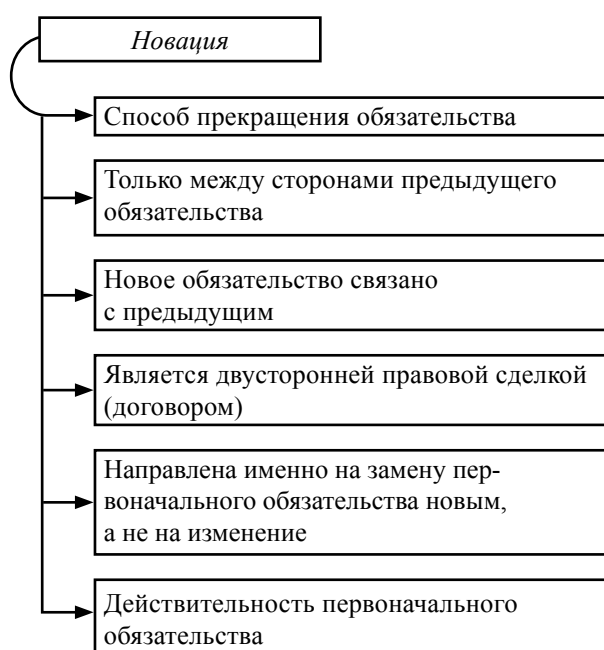 Новация
Способ прекращения обязательства
Только между сторонами предыдущего
обязательства
Новое обязательство связано
с предыдущим
Является двусторонней правовой сделкой
(договором)
Направлена именно на замену пер-
воначального обязательства новым,
а не на изменение
Действительность первоначального
обязательства